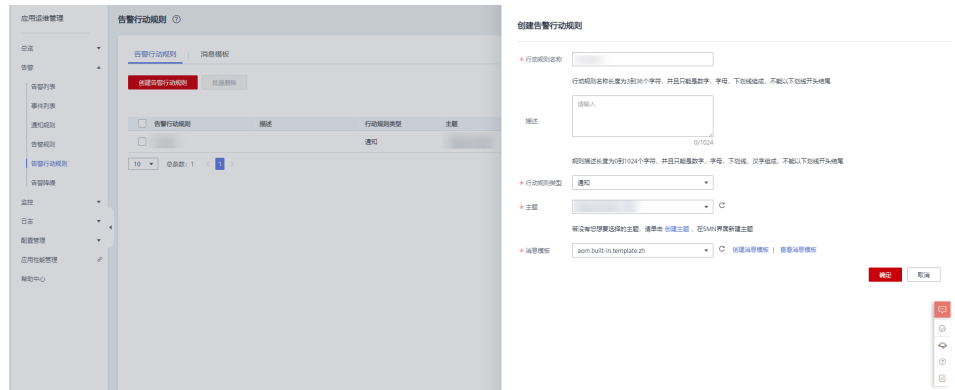 应用运维管理
总览
告警
告警列表
事件列表
通知规则
告警规则
告警行动规则
告警降噪
监控
日志
配置管理
应用性能管理
帮助中心
告警行动规则
告警行动规则 消息模板
创建告警行动规则 批量删除
告警行动规则 描述 行动规则类型 主题
通知
10 总条数: 1 < 1 >
创建告警行动规则
* 行动规则名称
行动规则名称长度为3到36个字符，并且只能是数字、字母、下划线组成，不能以下划线开头结尾
描述 请输入
0/1024
规则描述长度为0到1024个字符，并且只能是数字、字母、下划线、汉字组成，不能以下划线开头结尾
* 行动规则类型 通知
* 主题
若没有您想要选择的主题，请单击 创建主题 ，在SMN界面新建主题
* 消息模板 aom.built-in.template.zh 创建消息模板 | 查看消息模板
确定 取消